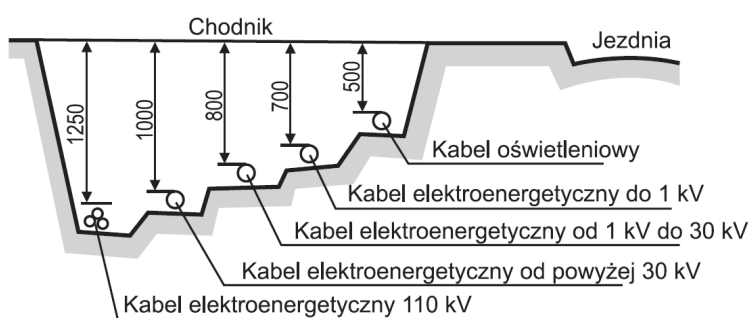 Chodnik
Jezdnia
1250
1000
800
700
500
Kabel oświetleniowy
Kabel elektroenergetyczny do 1 kV
Kabel elektroenergetyczny od 1 kV do 30 kV
Kabel elektroenergetyczny od powyżej 30 kV
Kabel elektroenergetyczny 110 kV